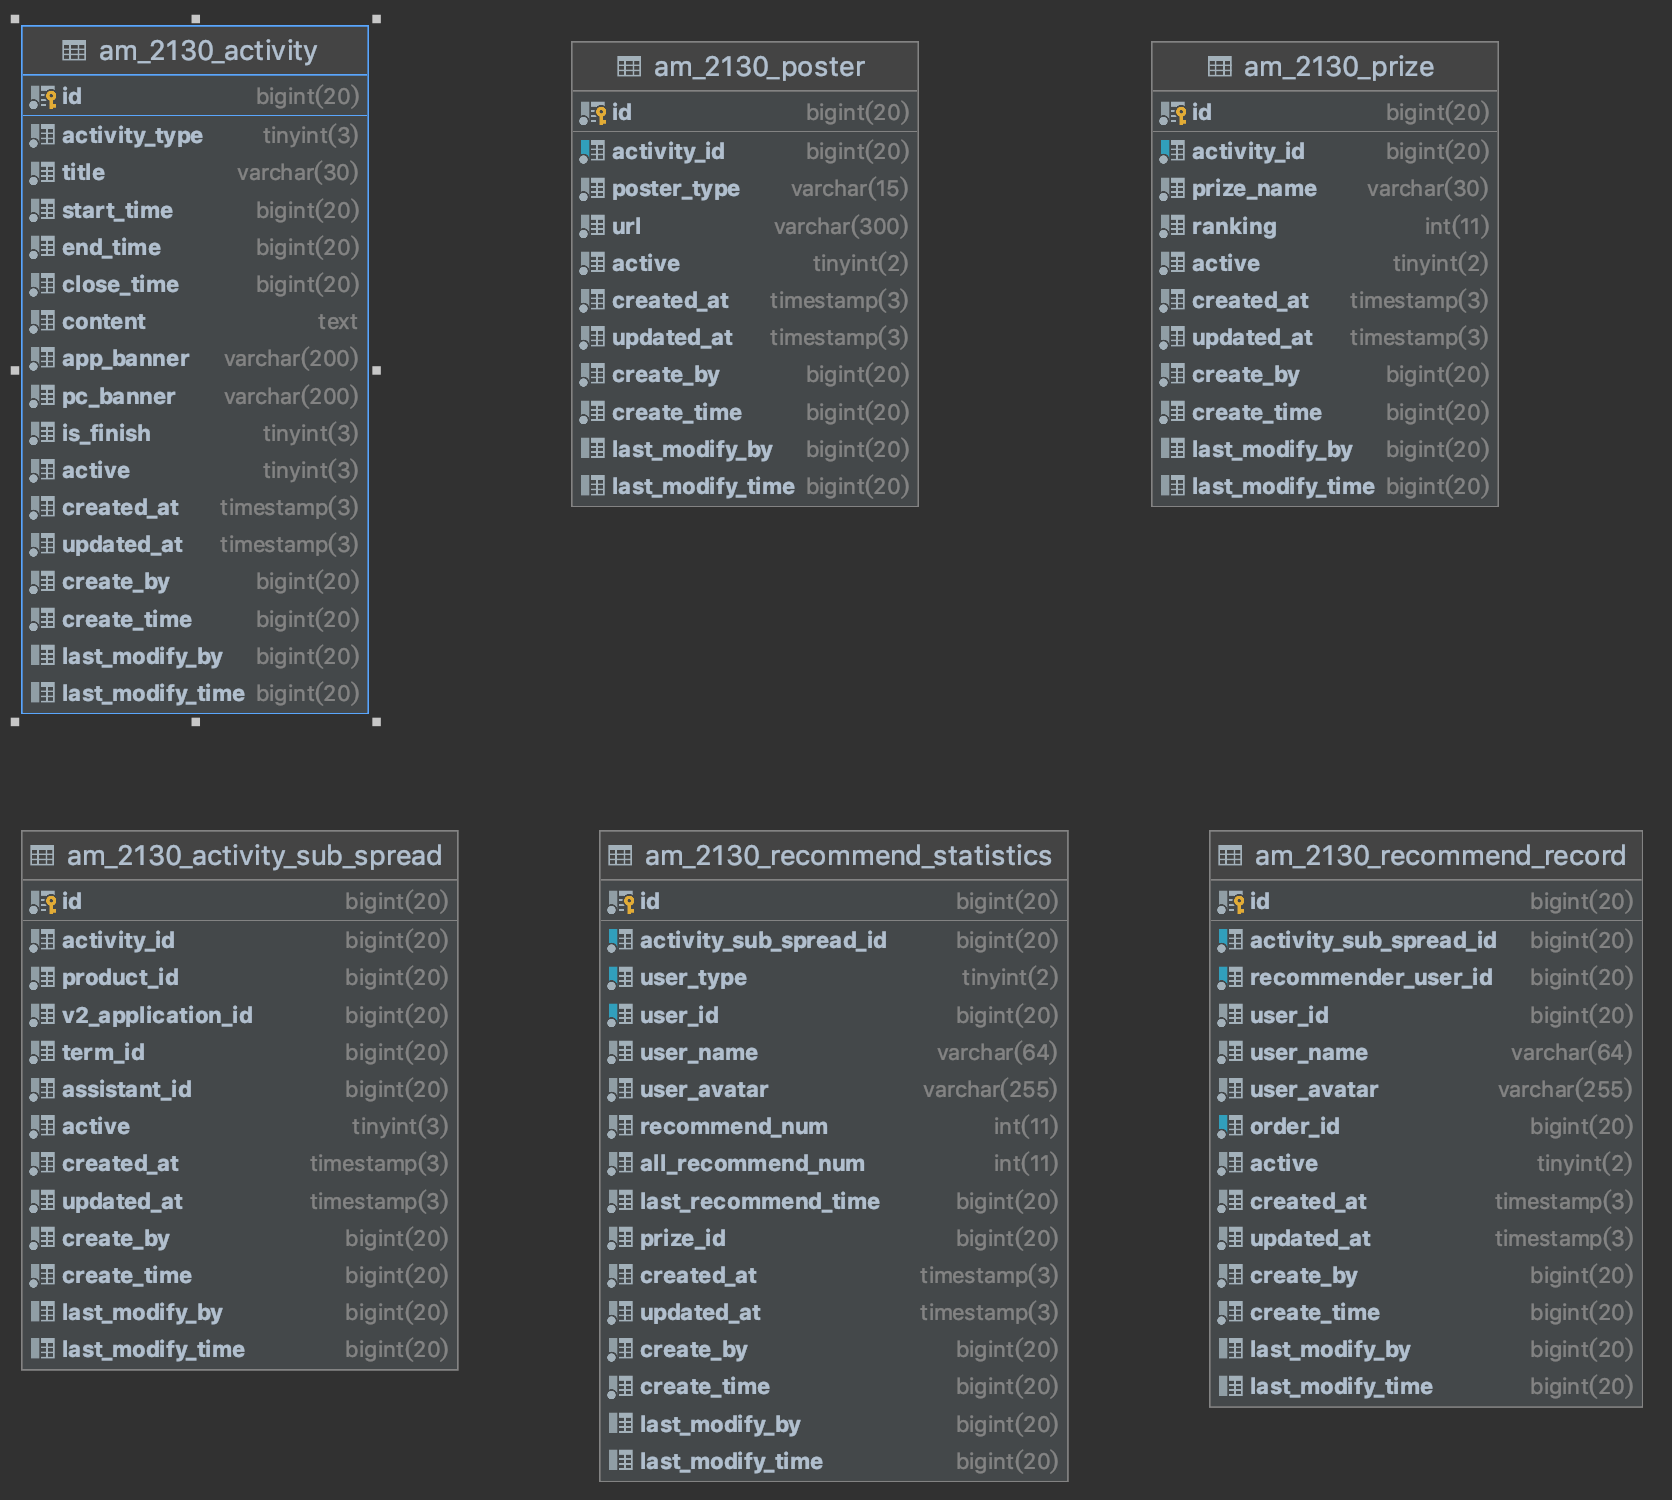 am_2130_activity
id bigint(20)
activity_type tinyint(3)
title varchar(30)
start_time bigint(20)
end_time bigint(20)
close_time bigint(20)
content text
app_banner varchar(200)
pc_banner varchar(200)
is_finish tinyint(3)
active tinyint(3)
created_at timestamp(3)
updated_at timestamp(3)
create_by bigint(20)
create_time bigint(20)
last_modify_by bigint(20)
last_modify_time bigint(20)
am_2130_poster
id bigint(20)
activity_id bigint(20)
poster_type varchar(15)
url varchar(300)
active tinyint(2)
created_at timestamp(3)
updated_at timestamp(3)
create_by bigint(20)
create_time bigint(20)
last_modify_by bigint(20)
last_modify_time bigint(20)
am_2130_prize
id bigint(20)
activity_id bigint(20)
prize_name varchar(30)
ranking int(11)
active tinyint(2)
created_at timestamp(3)
updated_at timestamp(3)
create_by bigint(20)
create_time bigint(20)
last_modify_by bigint(20)
last_modify_time bigint(20)
am_2130_activity_sub_spread
id bigint(20)
activity_id bigint(20)
product_id bigint(20)
v2_application_id bigint(20)
term_id bigint(20)
assistant_id bigint(20)
active tinyint(3)
created_at timestamp(3)
updated_at timestamp(3)
create_by bigint(20)
create_time bigint(20)
last_modify_by bigint(20)
last_modify_time bigint(20)
am_2130_recommend_statistics
id bigint(20)
activity_sub_spread_id bigint(20)
user_type tinyint(2)
user_id bigint(20)
user_name varchar(64)
user_avatar varchar(255)
recommend_num int(11)
all_recommend_num int(11)
last_recommend_time bigint(20)
prize_id bigint(20)
created_at timestamp(3)
updated_at timestamp(3)
create_by bigint(20)
create_time bigint(20)
last_modify_by bigint(20)
last_modify_time bigint(20)
am_2130_recommend_record
id bigint(20)
activity_sub_spread_id bigint(20)
recommender_user_id bigint(20)
user_id bigint(20)
user_name varchar(64)
user_avatar varchar(255)
order_id bigint(20)
active tinyint(2)
created_at timestamp(3)
updated_at timestamp(3)
create_by bigint(20)
create_time bigint(20)
last_modify_by bigint(20)
last_modify_time bigint(20)